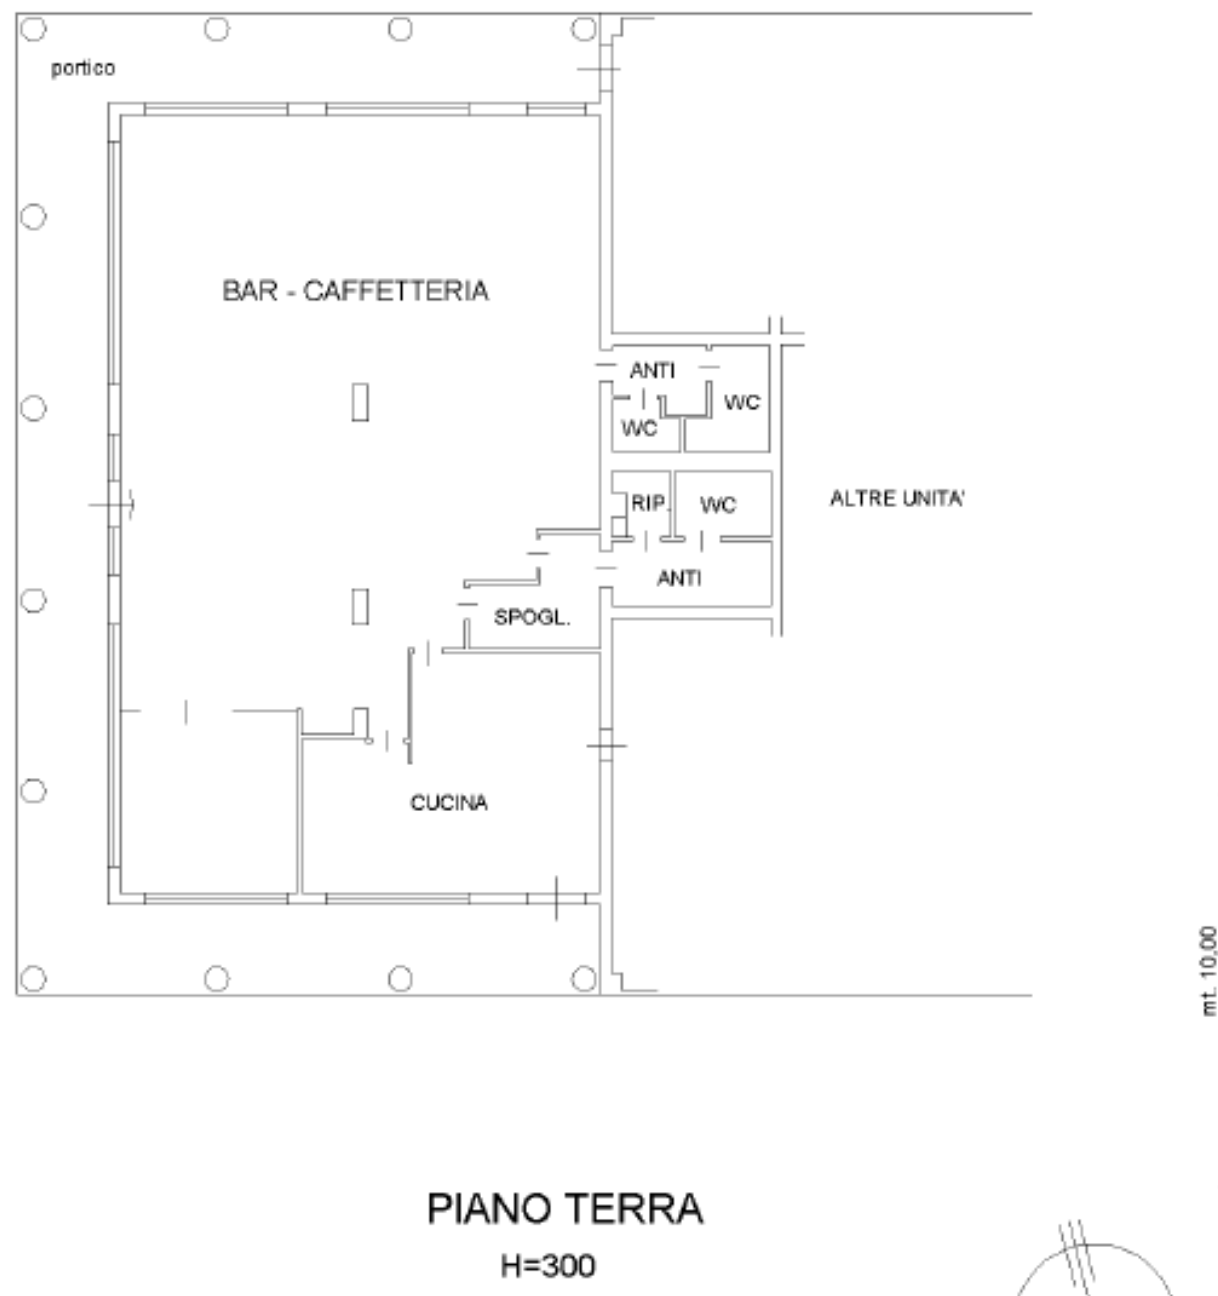 portico
BAR - CAFFETTERIA
ANTI
WC
WC
RIP.
WC
ALTRE UNITA'
ANTI
SPOGL.
CUCINA
mt. 10,00
PIANO TERRA
H=300